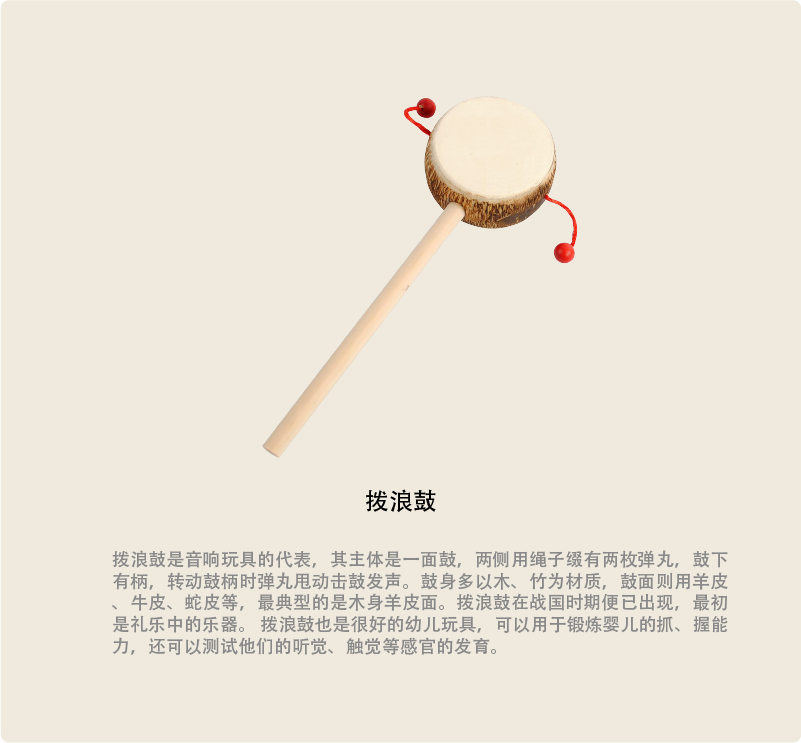 拨浪鼓
拨浪鼓是音响玩具的代表，其主体是一面鼓，两侧用绳子缀有两枚弹丸，鼓下
有柄，转动鼓柄时弹丸甩动击鼓发声。鼓身多以木、竹为材质，鼓面则用羊皮
、牛皮、蛇皮等，最典型的是木身羊皮面。拨浪鼓在战国时期便已出现，最初
是礼乐中的乐器。 拨浪鼓也是很好的幼儿玩具，可以用于锻炼婴儿的抓、握能
力，还可以测试他们的听觉、触觉等感官的发育。